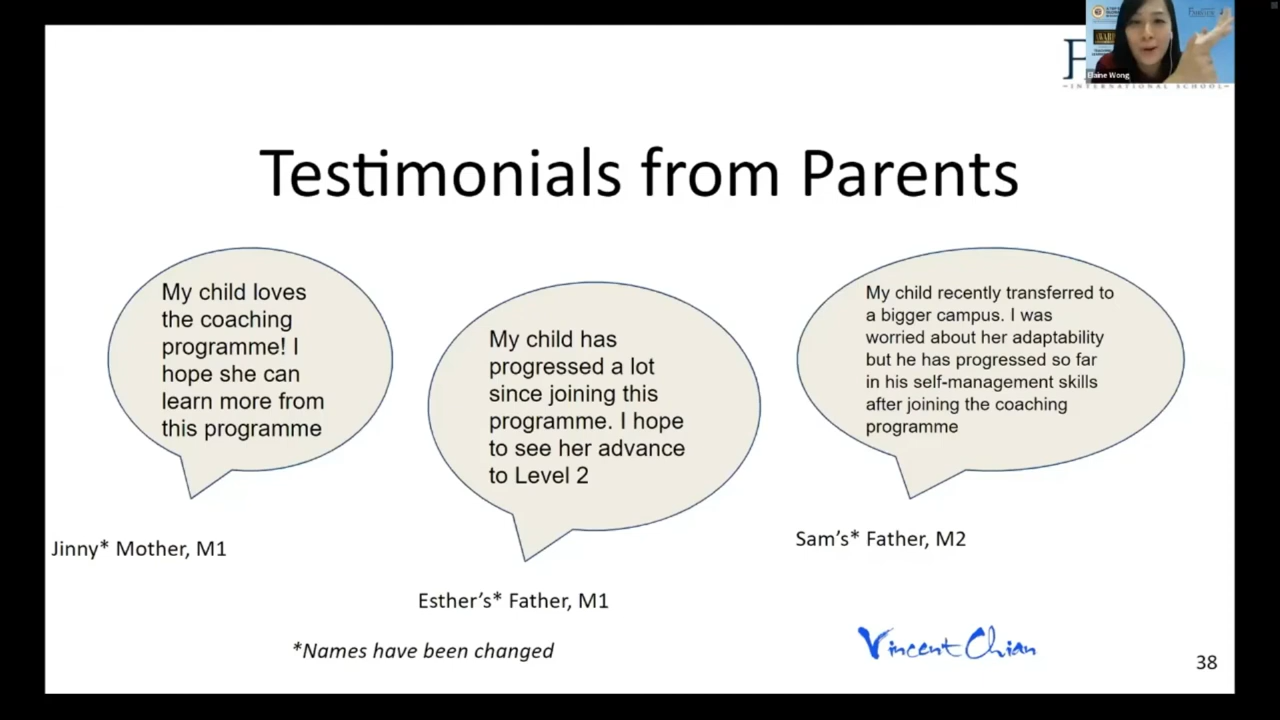 Elaine Wong
INTERNATIONAL SCHOOL
Testimonials from Parents
My child loves
the coaching
programme! I
hope she can
learn more from
this programme
Jinny* Mother, M1
My child has
progressed a lot
since joining this
programme. I hope
to see her advance
to Level 2
Esther's* Father, M1
My child recently transferred to
a bigger campus. I was
worried about her adaptability
but he has progressed so far
in his self-management skills
after joining the coaching
programme
Sam's* Father, M2
*Names have been changed
Vincent Chian
38